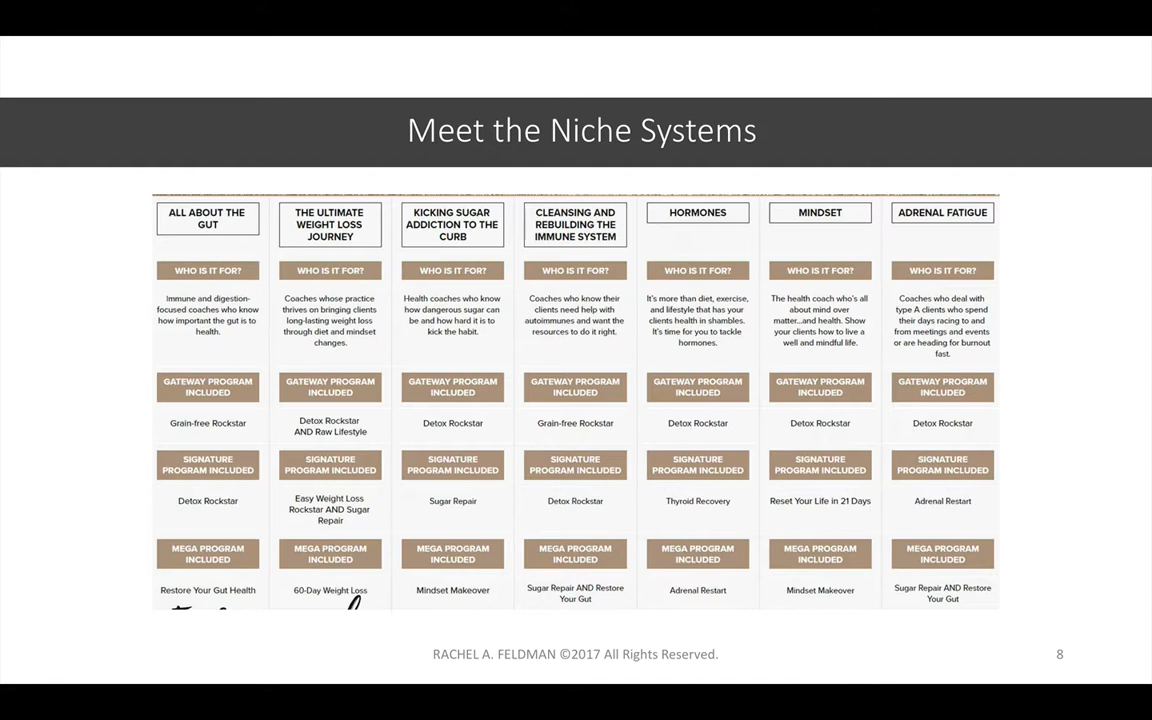 Meet the Niche Systems
ALL ABOUT THE
GUT
WHO IS IT FOR?
Immune and digestion-
focused coaches who know
how important the gut is to
health.
GATEWAY PROGRAM
INCLUDED
Grain-free Rockstar
SIGNATURE
PROGRAM INCLUDED
Detox Rockstar
MEGA PROGRAM
INCLUDED
Restore Your Gut Health
THE ULTIMATE
WEIGHT LOSS
JOURNEY
WHO IS IT FOR?
Coaches whose practice
thrives on bringing clients
long-lasting weight loss
through diet and mindset
changes.
GATEWAY PROGRAM
INCLUDED
Detox Rockstar
AND Raw Lifestyle
SIGNATURE
PROGRAM INCLUDED
Easy Weight Loss
Rockstar AND Sugar
Repair
MEGA PROGRAM
INCLUDED
60-Day Weight Loss
KICKING SUGAR
ADDICTION TO THE
CURB
WHO IS IT FOR?
Health coaches who know
how dangerous sugar can
be and how hard it is to
kick the habit.
GATEWAY PROGRAM
INCLUDED
Detox Rockstar
SIGNATURE
PROGRAM INCLUDED
Sugar Repair
MEGA PROGRAM
INCLUDED
Mindset Makeover
CLEANSING AND
REBUILDING THE
IMMUNE SYSTEM
WHO IS IT FOR?
Coaches who know their
clients need help with
autoimmunes and want the
resources to do it right.
GATEWAY PROGRAM
INCLUDED
Grain-free Rockstar
SIGNATURE
PROGRAM INCLUDED
Detox Rockstar
MEGA PROGRAM
INCLUDED
Sugar Repair AND Restore
Your Gut
HORMONES
WHO IS IT FOR?
It's more than diet, exercise,
and lifestyle that has your
clients health in shambles.
It's time for you to tackle
hormones.
GATEWAY PROGRAM
INCLUDED
Detox Rockstar
SIGNATURE
PROGRAM INCLUDED
Thyroid Recovery
MEGA PROGRAM
INCLUDED
Adrenal Restart
MINDSET
WHO IS IT FOR?
The health coach who's all
about mind over
matter...and health. Show
your clients how to live a
well and mindful life.
GATEWAY PROGRAM
INCLUDED
Detox Rockstar
SIGNATURE
PROGRAM INCLUDED
Reset Your Life in 21 Days
MEGA PROGRAM
INCLUDED
Mindset Makeover
ADRENAL FATIGUE
WHO IS IT FOR?
Coaches who deal with
type A clients who spend
their days racing to and
from meetings and events
or are heading for burnout
fast.
GATEWAY PROGRAM
INCLUDED
Detox Rockstar
SIGNATURE
PROGRAM INCLUDED
Adrenal Restart
MEGA PROGRAM
INCLUDED
Sugar Repair AND Restore
Your Gut
RACHEL A. FELDMAN ©2017 All Rights Reserved.
8